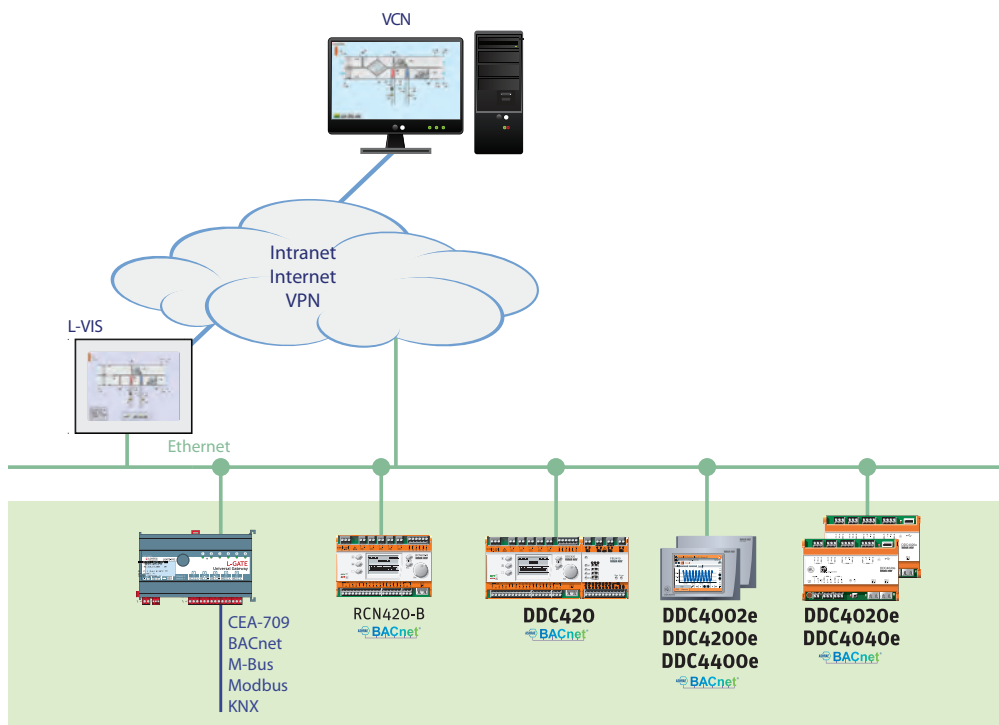 VCN
Intranet
Internet
VPN
L-VIS
Ethernet
L-GATE
Universal Gateway
CEA-709
BACnet
M-Bus
Modbus
KNX
RCN420-B
BACnet
DDC420
BACnet
DDC4002e
DDC4200e
DDC4400e
BACnet
DDC4020e
DDC4040e
BACnet